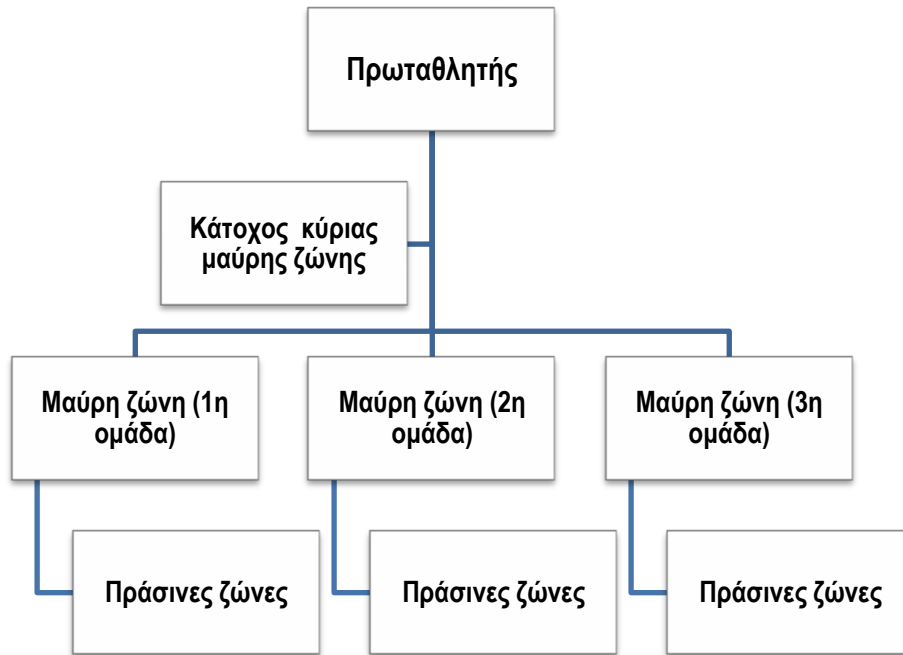 Πρωταθλητής
Κάτοχος κύριας
μαύρης ζώνης
Μαύρη ζώνη (1η
ομάδα)
Μαύρη ζώνη (2η
ομάδα)
Μαύρη ζώνη (3η
ομάδα)
Πράσινες ζώνες
Πράσινες ζώνες
Πράσινες ζώνες